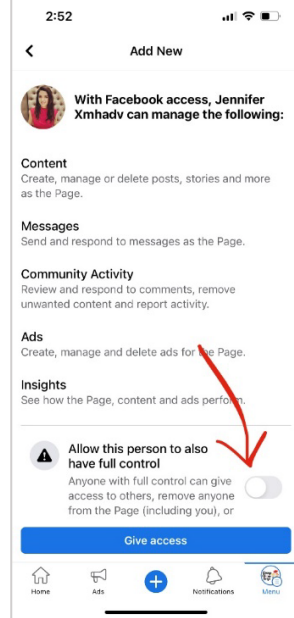 2:52
Add New
With Facebook access, Jennifer
Xmhadv can manage the following:
Content
Create, manage or delete posts, stories and more
as the Page.
Messages
Send and respond to messages as the Page.
Community Activity
Review and respond to comments, remove
unwanted content and report activity.
Ads
Create, manage and delete ads for the Page.
Insights
See how the Page, content and ads perform.
Allow this person to also
have full control
Anyone with full control can give
access to others, remove anyone
from the Page (including you), or
Give access
Home
Ads
Notifications
Menu